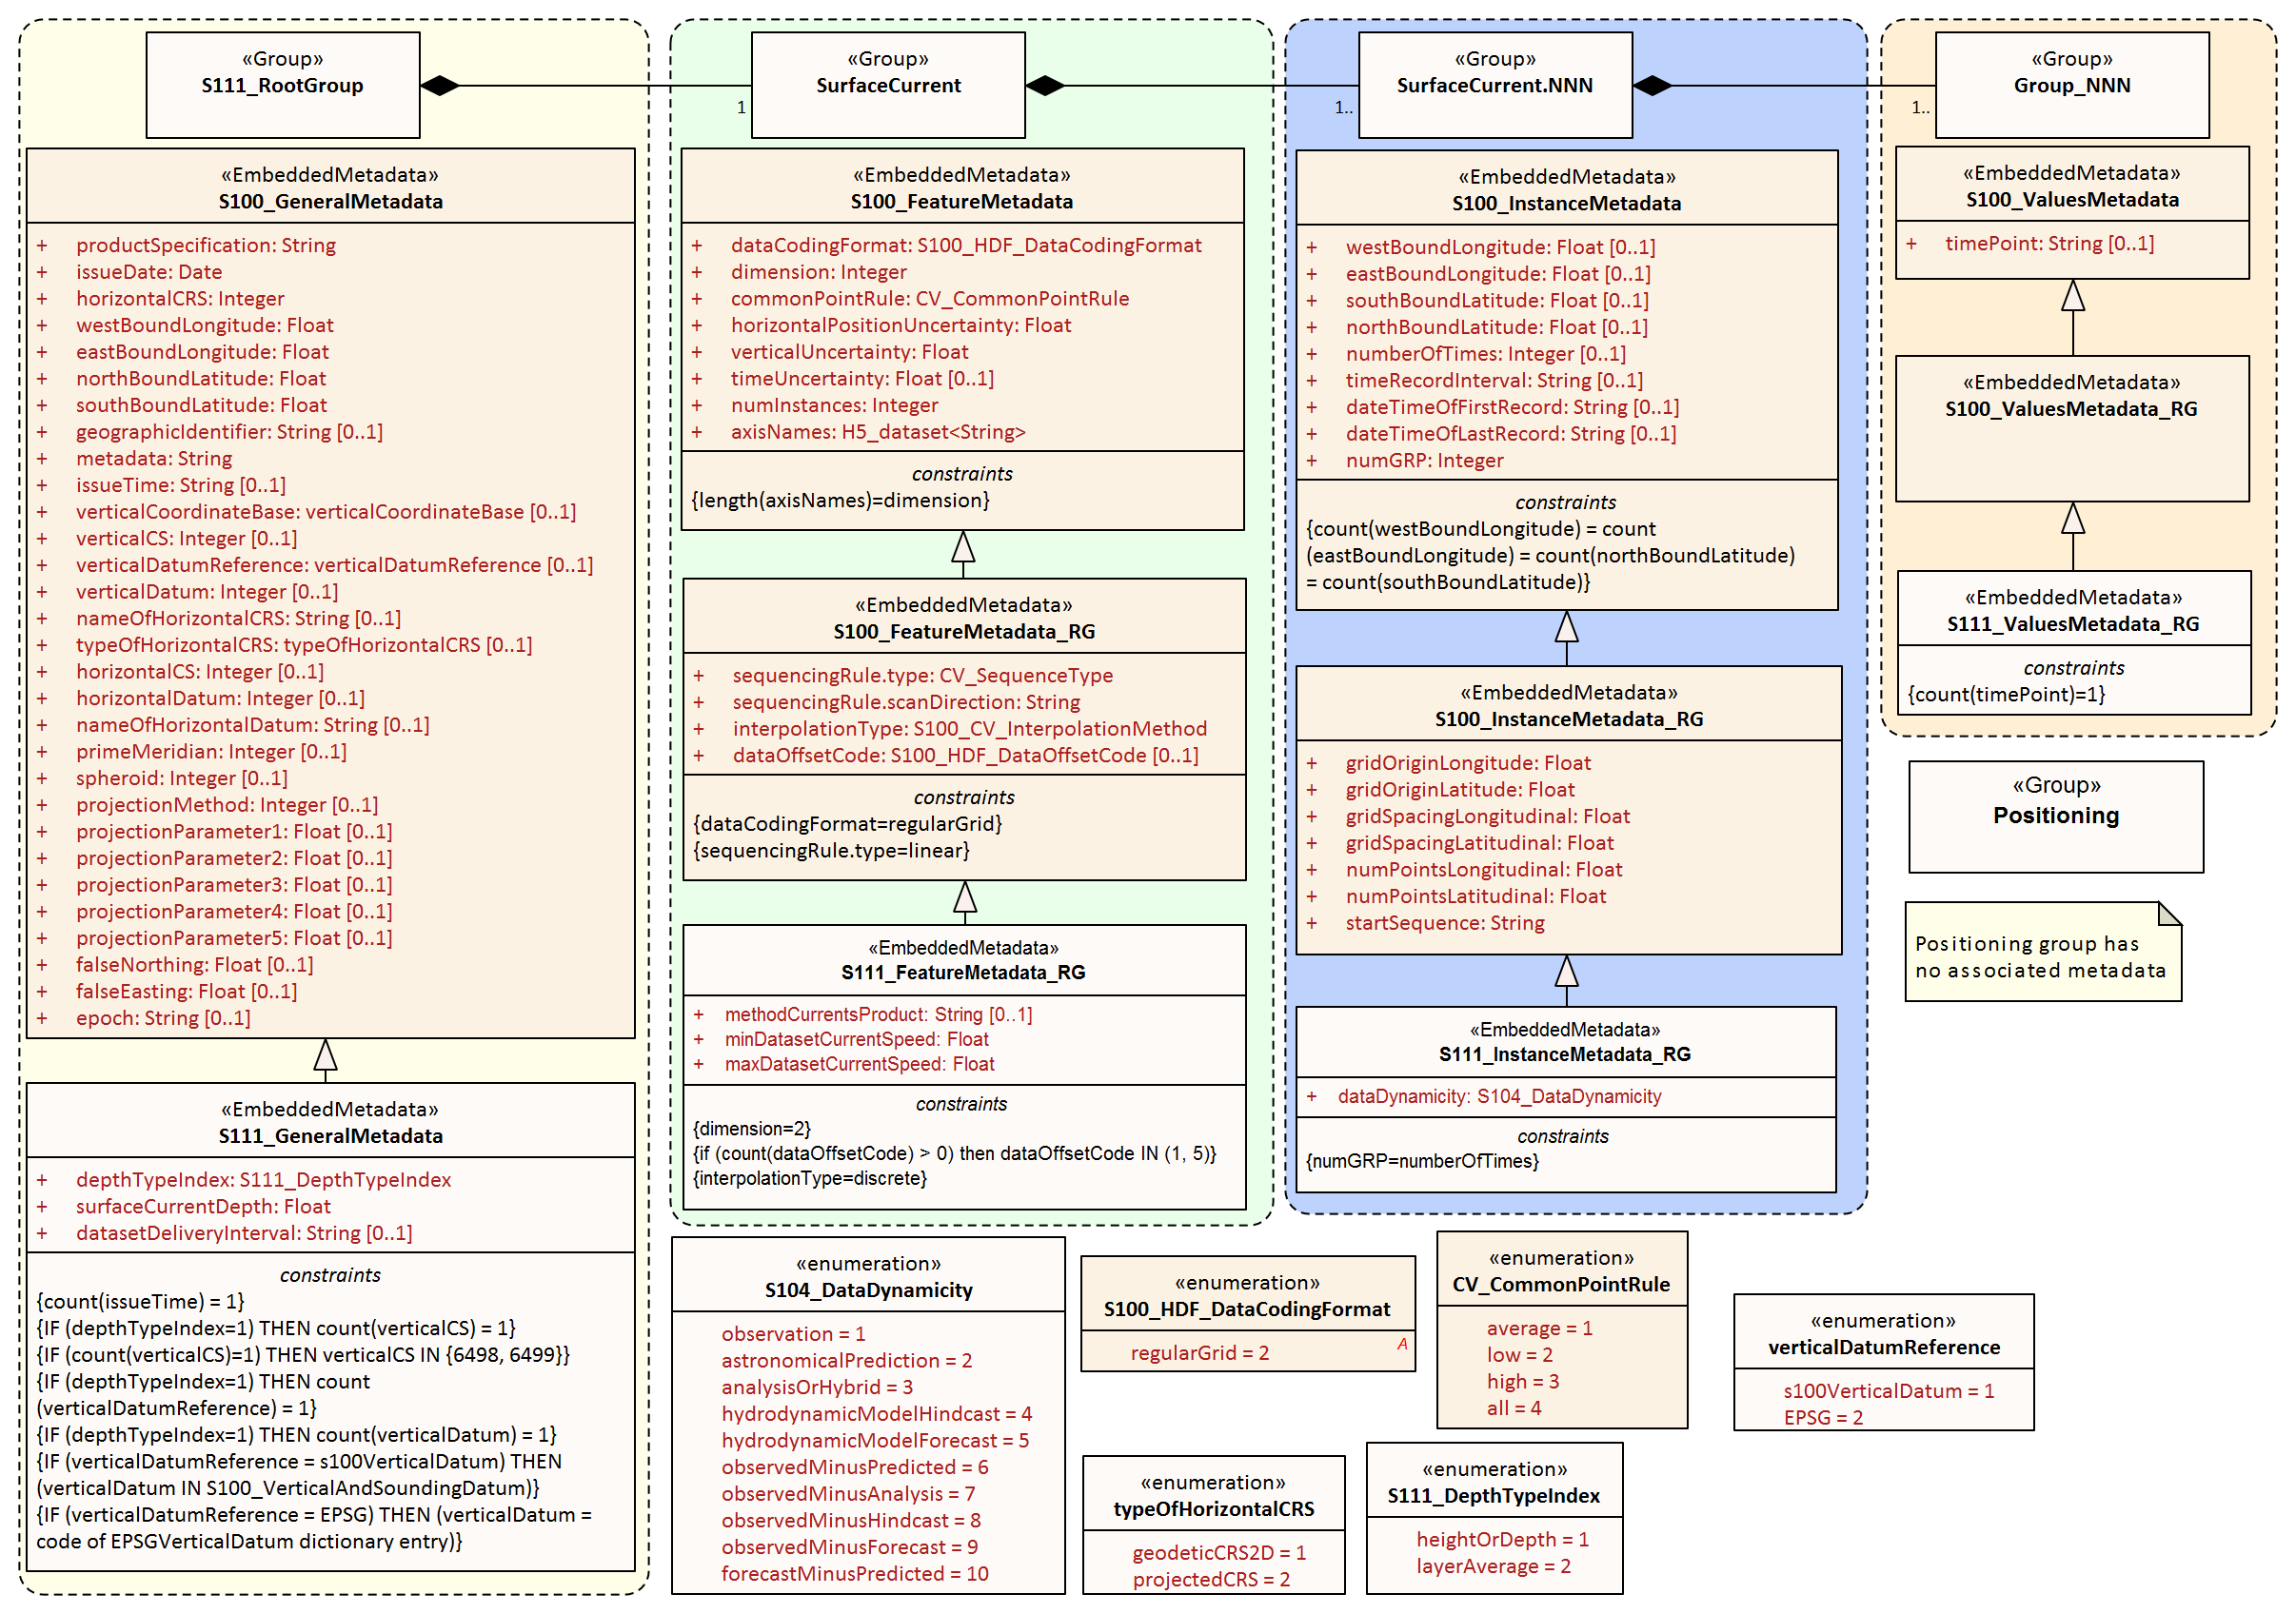 «Group»
S111_RootGroup
1
«Group»
SurfaceCurrent
1..
«Group»
SurfaceCurrent.NNN
1..
«Group»
Group_NNN
«EmbeddedMetadata»
S100_GeneralMetadata
+ productSpecification: String
+ issueDate: Date
+ horizontalCRS: Integer
+ westBoundLongitude: Float
+ eastBoundLongitude: Float
+ northBoundLatitude: Float
+ southBoundLatitude: Float
+ geographicIdentifier: String [0..1]
+ metadata: String
+ issueTime: String [0..1]
+ verticalCoordinateBase: verticalCoordinateBase [0..1]
+ verticalCS: Integer [0..1]
+ verticalDatumReference: verticalDatumReference [0..1]
+ verticalDatum: Integer [0..1]
+ nameOfHorizontalCRS: String [0..1]
+ typeOfHorizontalCRS: typeOfHorizontalCRS [0..1]
+ horizontalCS: Integer [0..1]
+ horizontalDatum: Integer [0..1]
+ nameOfHorizontalDatum: String [0..1]
+ primeMeridian: Integer [0..1]
+ spheroid: Integer [0..1]
+ projectionMethod: Integer [0..1]
+ projectionParameter1: Float [0..1]
+ projectionParameter2: Float [0..1]
+ projectionParameter3: Float [0..1]
+ projectionParameter4: Float [0..1]
+ projectionParameter5: Float [0..1]
+ falseNorthing: Float [0..1]
+ falseEasting: Float [0..1]
+ epoch: String [0..1]
«EmbeddedMetadata»
S111_GeneralMetadata
+ depthTypeIndex: S111_DepthTypeIndex
+ surfaceCurrentDepth: Float
+ datasetDeliveryInterval: String [0..1]
constraints
{count(issueTime) = 1}
{IF (depthTypeIndex=1) THEN count(verticalCS) = 1}
{IF (count(verticalCS)=1) THEN verticalCS IN {6498, 6499}}
{IF (depthTypeIndex=1) THEN count
(verticalDatumReference) = 1}
{IF (depthTypeIndex=1) THEN count(verticalDatum) = 1}
{IF (verticalDatumReference = s100VerticalDatum) THEN
(verticalDatum IN S100_VerticalAndSoundingDatum)}
{IF (verticalDatumReference = EPSG) THEN (verticalDatum =
code of EPSGVerticalDatum dictionary entry)}
«EmbeddedMetadata»
S100_FeatureMetadata
+ dataCodingFormat: S100_HDF_DataCodingFormat
+ dimension: Integer
+ commonPointRule: CV_CommonPointRule
+ horizontalPositionUncertainty: Float
+ verticalUncertainty: Float
+ timeUncertainty: Float [0..1]
+ numInstances: Integer
+ axisNames: H5_dataset<String>
constraints
{length(axisNames)=dimension}
«EmbeddedMetadata»
S100_FeatureMetadata_RG
+ sequencingRule.type: CV_SequenceType
+ sequencingRule.scanDirection: String
+ interpolationType: S100_CV_InterpolationMethod
+ dataOffsetCode: S100_HDF_DataOffsetCode [0..1]
constraints
{dataCodingFormat=regularGrid}
{sequencingRule.type=linear}
«EmbeddedMetadata»
S111_FeatureMetadata_RG
+ methodCurrentsProduct: String [0..1]
+ minDatasetCurrentSpeed: Float
+ maxDatasetCurrentSpeed: Float
constraints
{dimension=2}
{if (count(dataOffsetCode) > 0) then dataOffsetCode IN (1, 5)}
{interpolationType=discrete}
«EmbeddedMetadata»
S100_InstanceMetadata
+ westBoundLongitude: Float [0..1]
+ eastBoundLongitude: Float [0..1]
+ southBoundLatitude: Float [0..1]
+ northBoundLatitude: Float [0..1]
+ numberOfTimes: Integer [0..1]
+ timeRecordInterval: String [0..1]
+ dateTimeOfFirstRecord: String [0..1]
+ dateTimeOfLastRecord: String [0..1]
+ numGRP: Integer
constraints
{count(westBoundLongitude) = count
(eastBoundLongitude) = count(northBoundLatitude)
= count(southBoundLatitude)}
«EmbeddedMetadata»
S100_InstanceMetadata_RG
+ gridOriginLongitude: Float
+ gridOriginLatitude: Float
+ gridSpacingLongitudinal: Float
+ gridSpacingLatitudinal: Float
+ numPointsLongitudinal: Float
+ numPointsLatitudinal: Float
+ startSequence: String
«EmbeddedMetadata»
S111_InstanceMetadata_RG
+ dataDynamicity: S104_DataDynamicity
constraints
{numGRP=numberOfTimes}
«EmbeddedMetadata»
S100_ValuesMetadata
+ timePoint: String [0..1]
«EmbeddedMetadata»
S100_ValuesMetadata_RG
«EmbeddedMetadata»
S111_ValuesMetadata_RG
constraints
{count(timePoint)=1}
«Group»
Positioning
Positioning group has
no associated metadata
«enumeration»
S104_DataDynamicity
observation = 1
astronomicalPrediction = 2
analysisOrHybrid = 3
hydrodynamicModelHindcast = 4
hydrodynamicModelForecast = 5
observedMinusPredicted = 6
observedMinusAnalysis = 7
observedMinusHindcast = 8
observedMinusForecast = 9
forecastMinusPredicted = 10
«enumeration»
S100_HDF_DataCodingFormat
regularGrid = 2
A
«enumeration»
CV_CommonPointRule
average = 1
low = 2
high = 3
all = 4
«enumeration»
verticalDatumReference
s100VerticalDatum = 1
EPSG = 2
«enumeration»
typeOfHorizontalCRS
geodeticCRS2D = 1
projectedCRS = 2
«enumeration»
S111_DepthTypeIndex
heightOrDepth = 1
layerAverage = 2